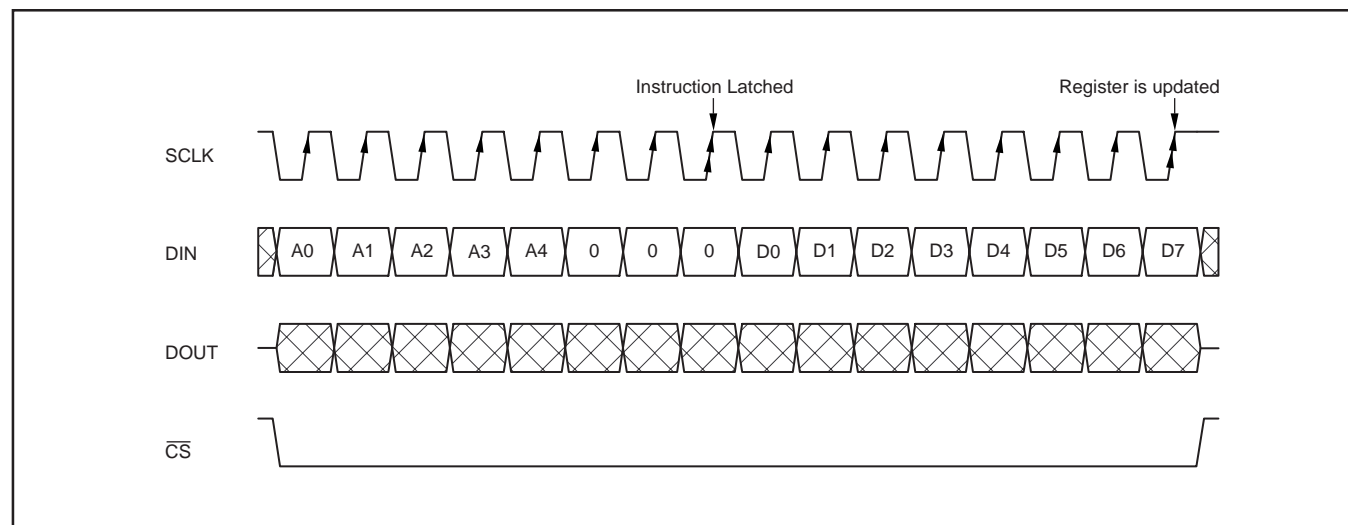 Instruction Latched Register is updated
SCLK
DIN A0 A1 A2 A3 A4 0 0 0 D0 D1 D2 D3 D4 D5 D6 D7
DOUT
C̅S̅